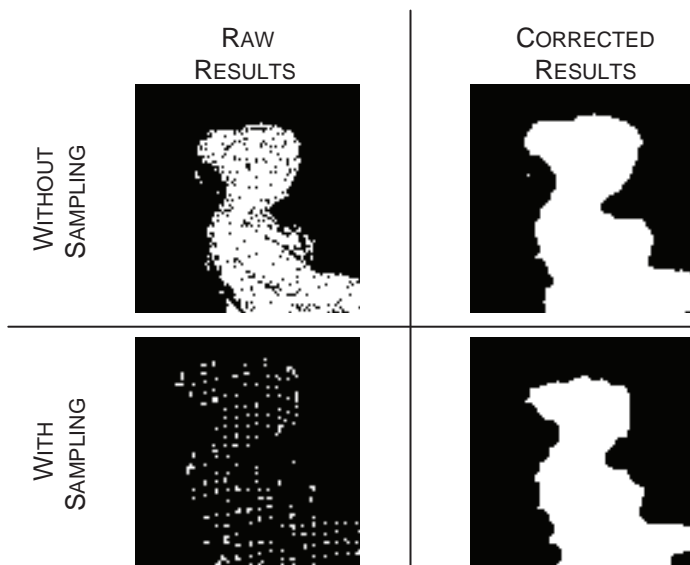 RAW
RESULTS
CORRECTED
RESULTS
WITHOUT
SAMPLING
WITH
SAMPLING